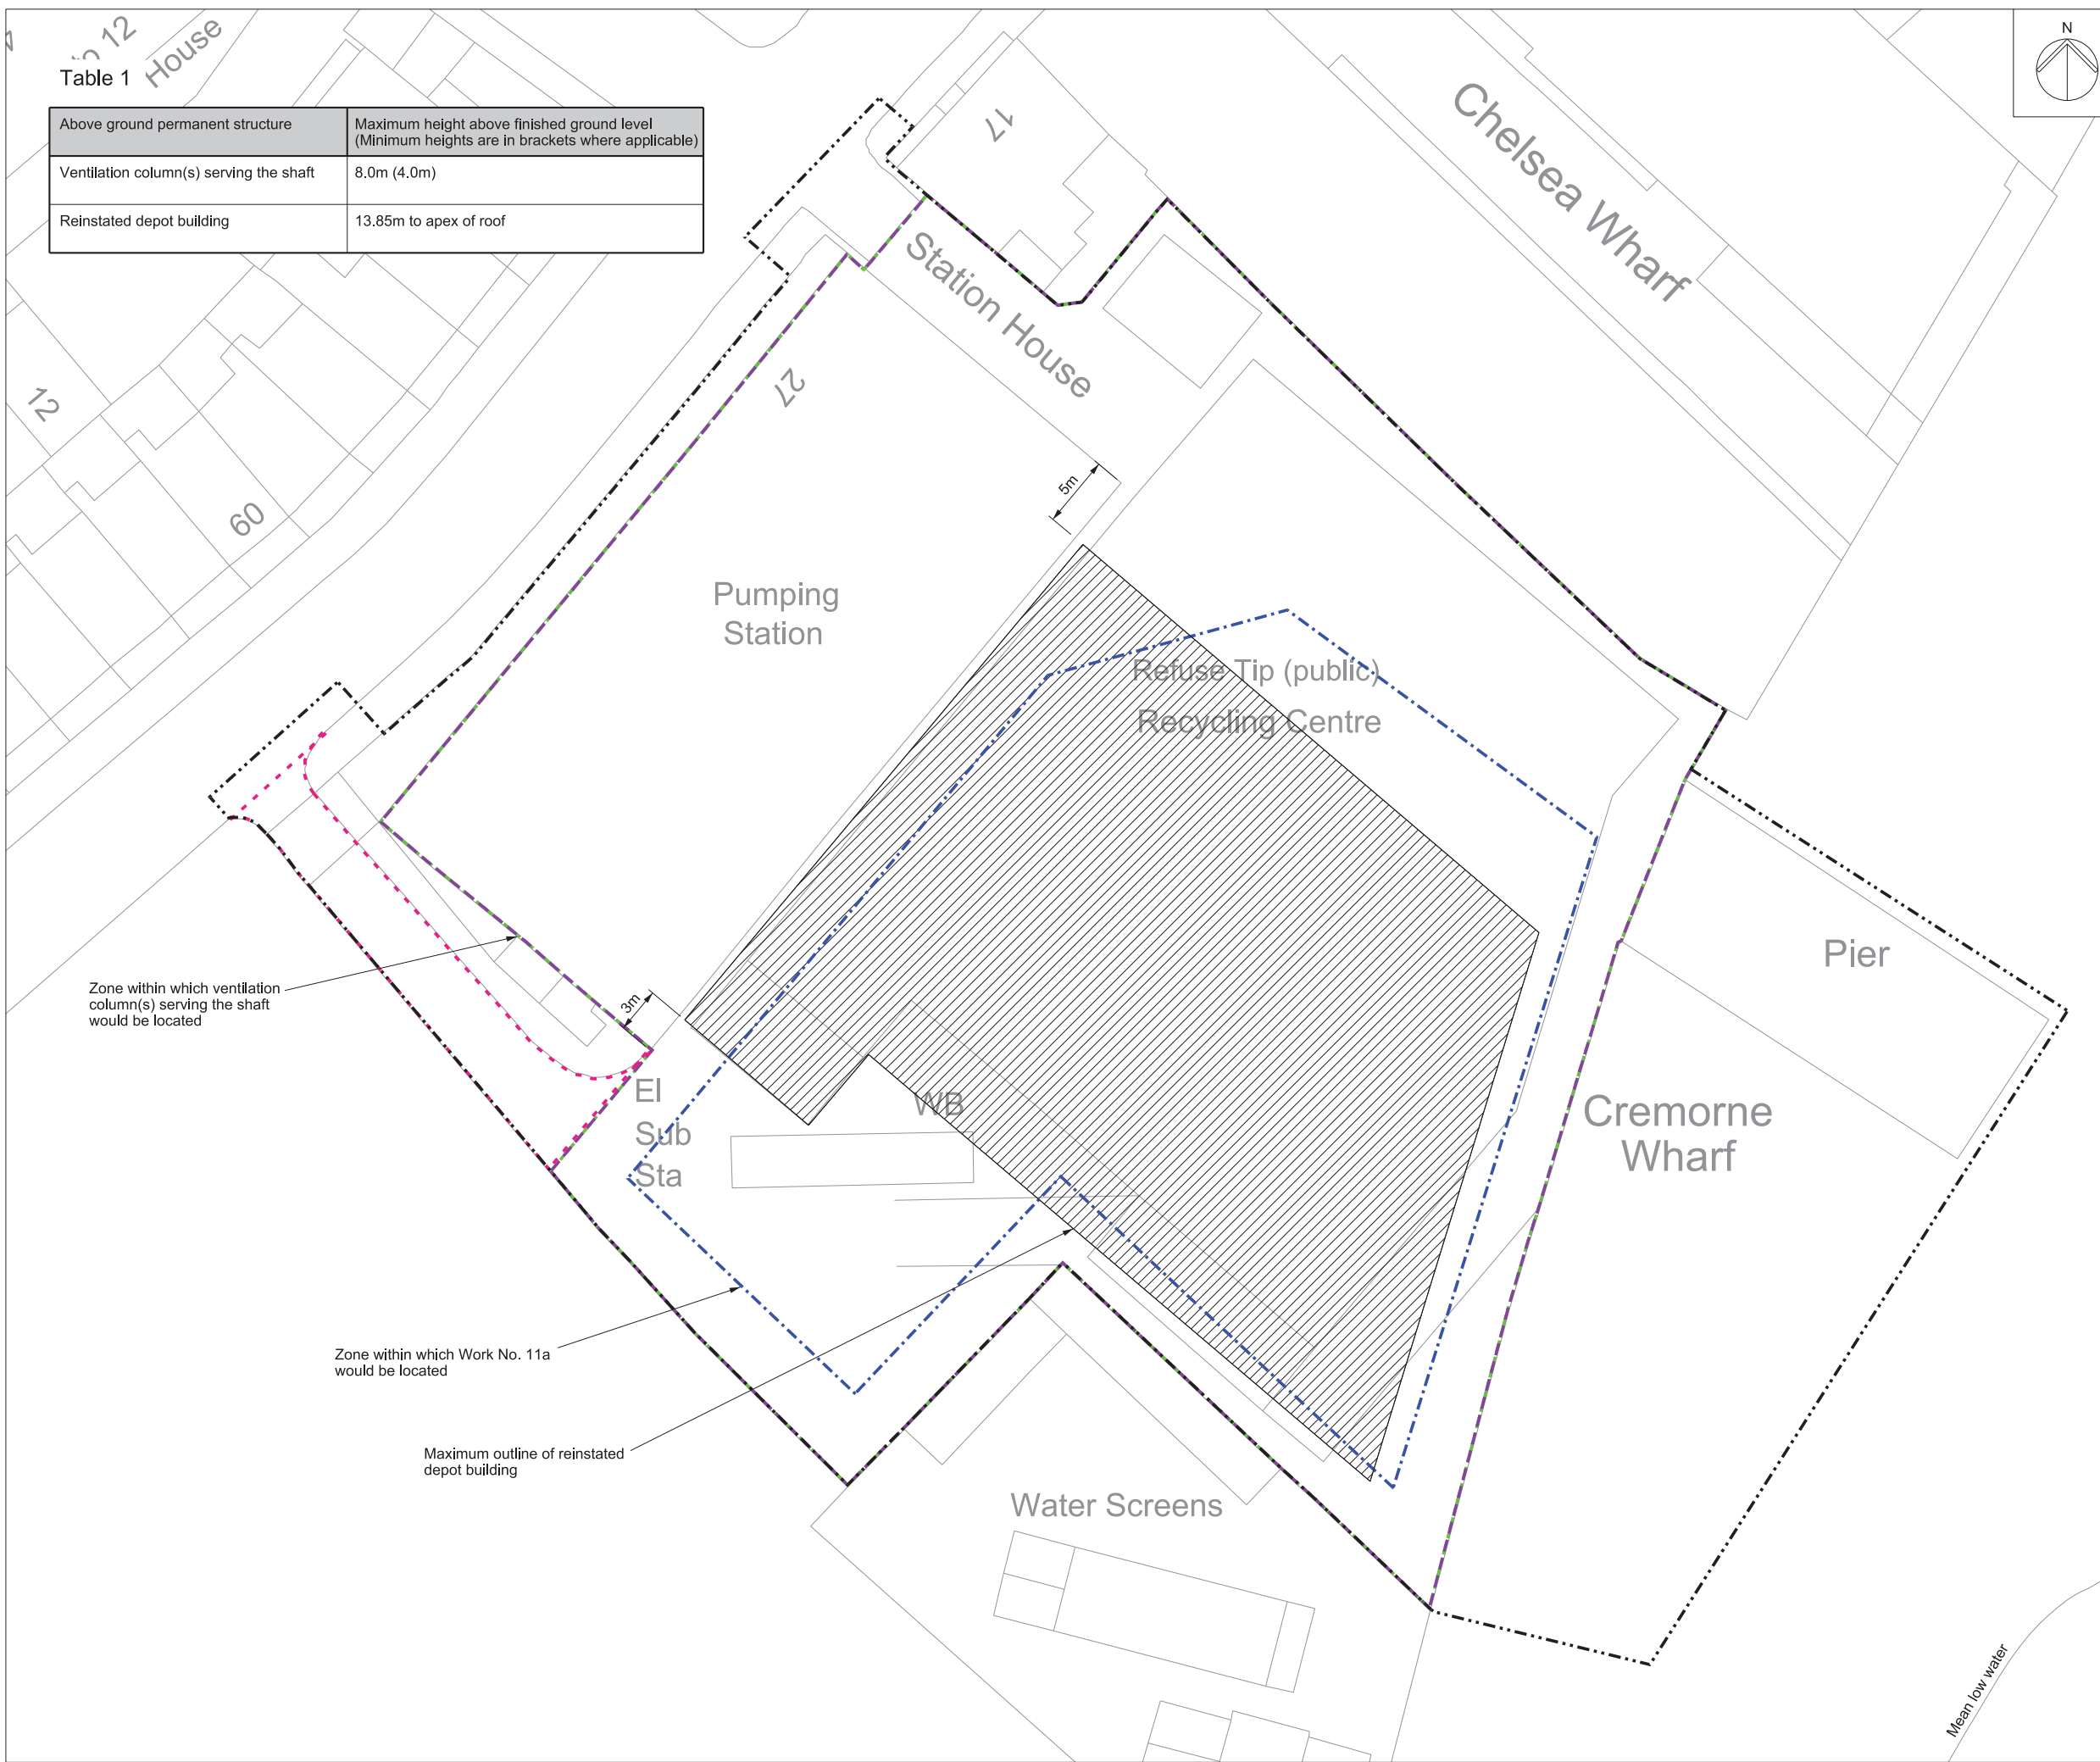 to 12
House
Table 1
Above ground permanent structure
Maximum height above finished ground level
(Minimum heights are in brackets where applicable)
Ventilation column(s) serving the shaft
8.0m (4.0m)
Reinstated depot building
13.85m to apex of roof
N
17
Chelsea Wharf
Station House
27
12
60
5m
Pumping
Station
Refuse Tip (public)
Recycling Centre
Pier
Zone within which ventilation
column(s) serving the shaft
would be located
3m
El
Sub
Sta
WB
Cremorne
Wharf
Zone within which Work No. 11a
would be located
Maximum outline of reinstated
depot building
Water Screens
Mean low water